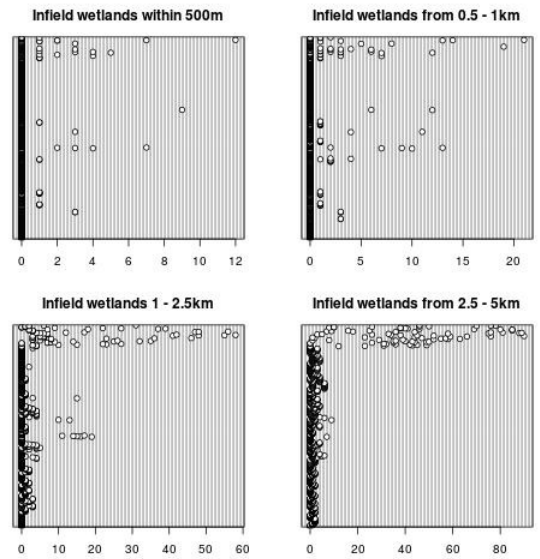 Infield wetlands within 500m
0 2 4 6 8 10 12
Infield wetlands from 0.5 - 1km
0 5 10 15 20
Infield wetlands 1 - 2.5km
0 10 20 30 40 50 60
Infield wetlands from 2.5 - 5km
0 20 40 60 80